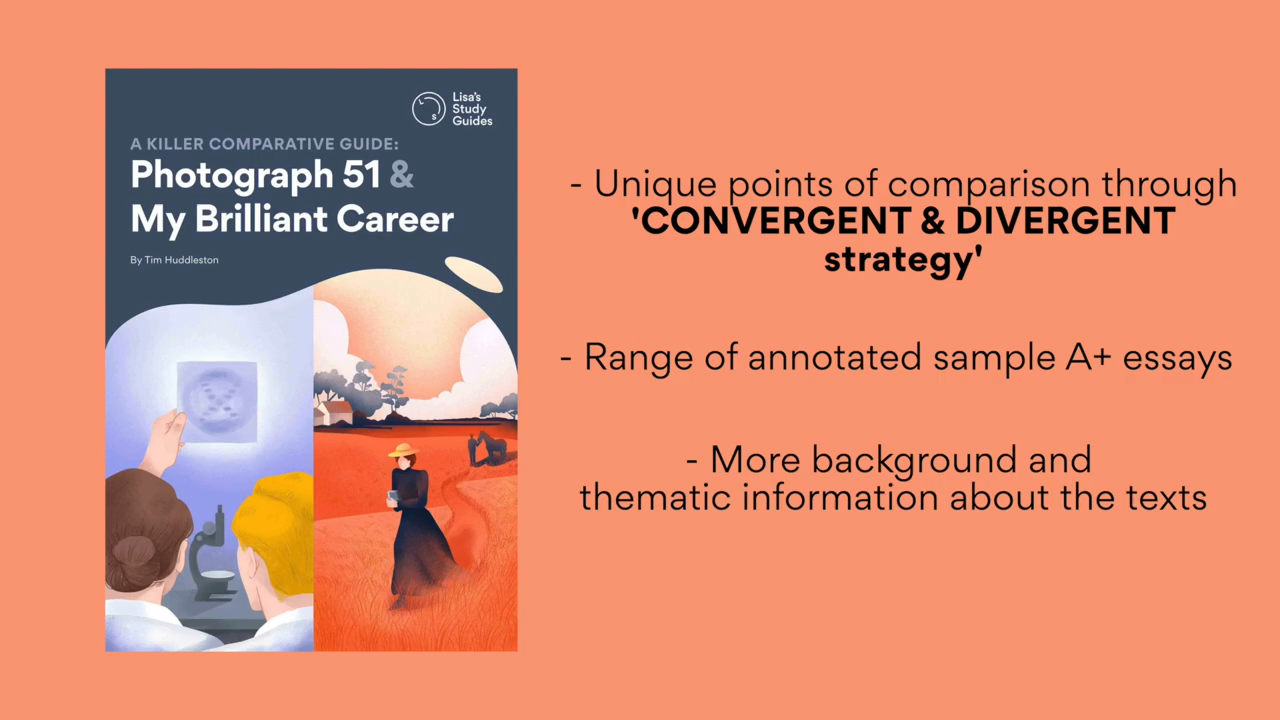 Lisa's
Study
Guides
L
S
A KILLER COMPARATIVE GUIDE:
Photograph 51 &
My Brilliant Career
By Tim Huddleston
- Unique points of comparison through
'CONVERGENT & DIVERGENT
strategy'
- Range of annotated sample A+ essays
- More background and
thematic information about the texts